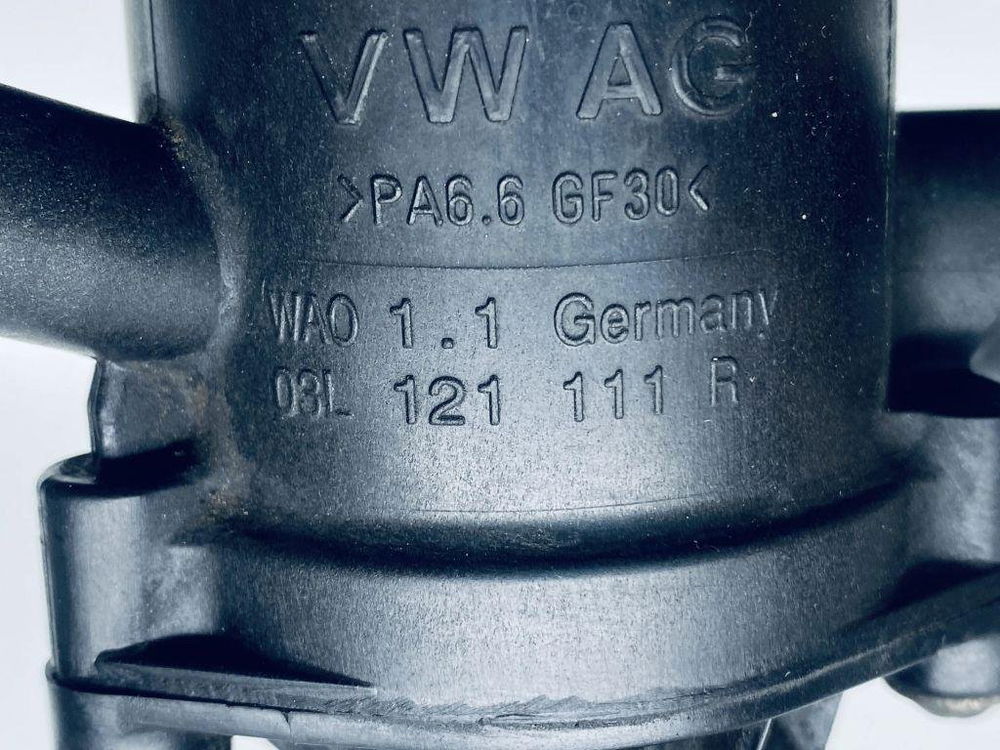 VW AG
>PA6.6 GF30<
WAO 1.1 Germany
03L 121 111 R